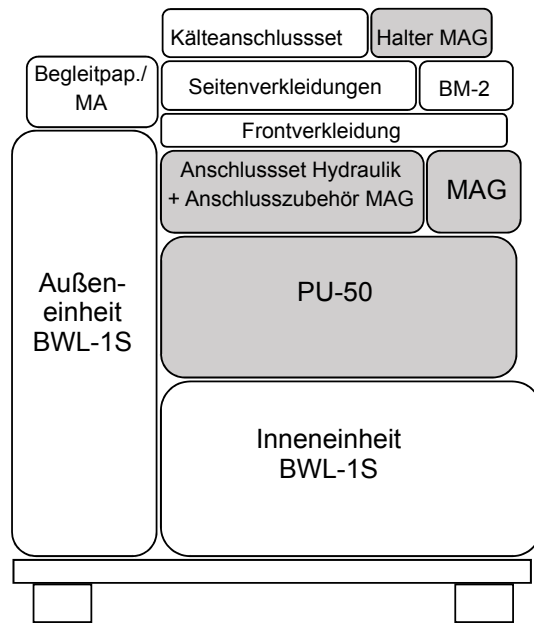 Kälteanschlussset
Halter MAG
Begleitpap./
MA
Seitenverkleidungen
BM-2
Frontverkleidung
Anschlussset Hydraulik
+ Anschlusszubehör MAG
MAG
Außen-
einheit
BWL-1S
PU-50
Inneneinheit
BWL-1S